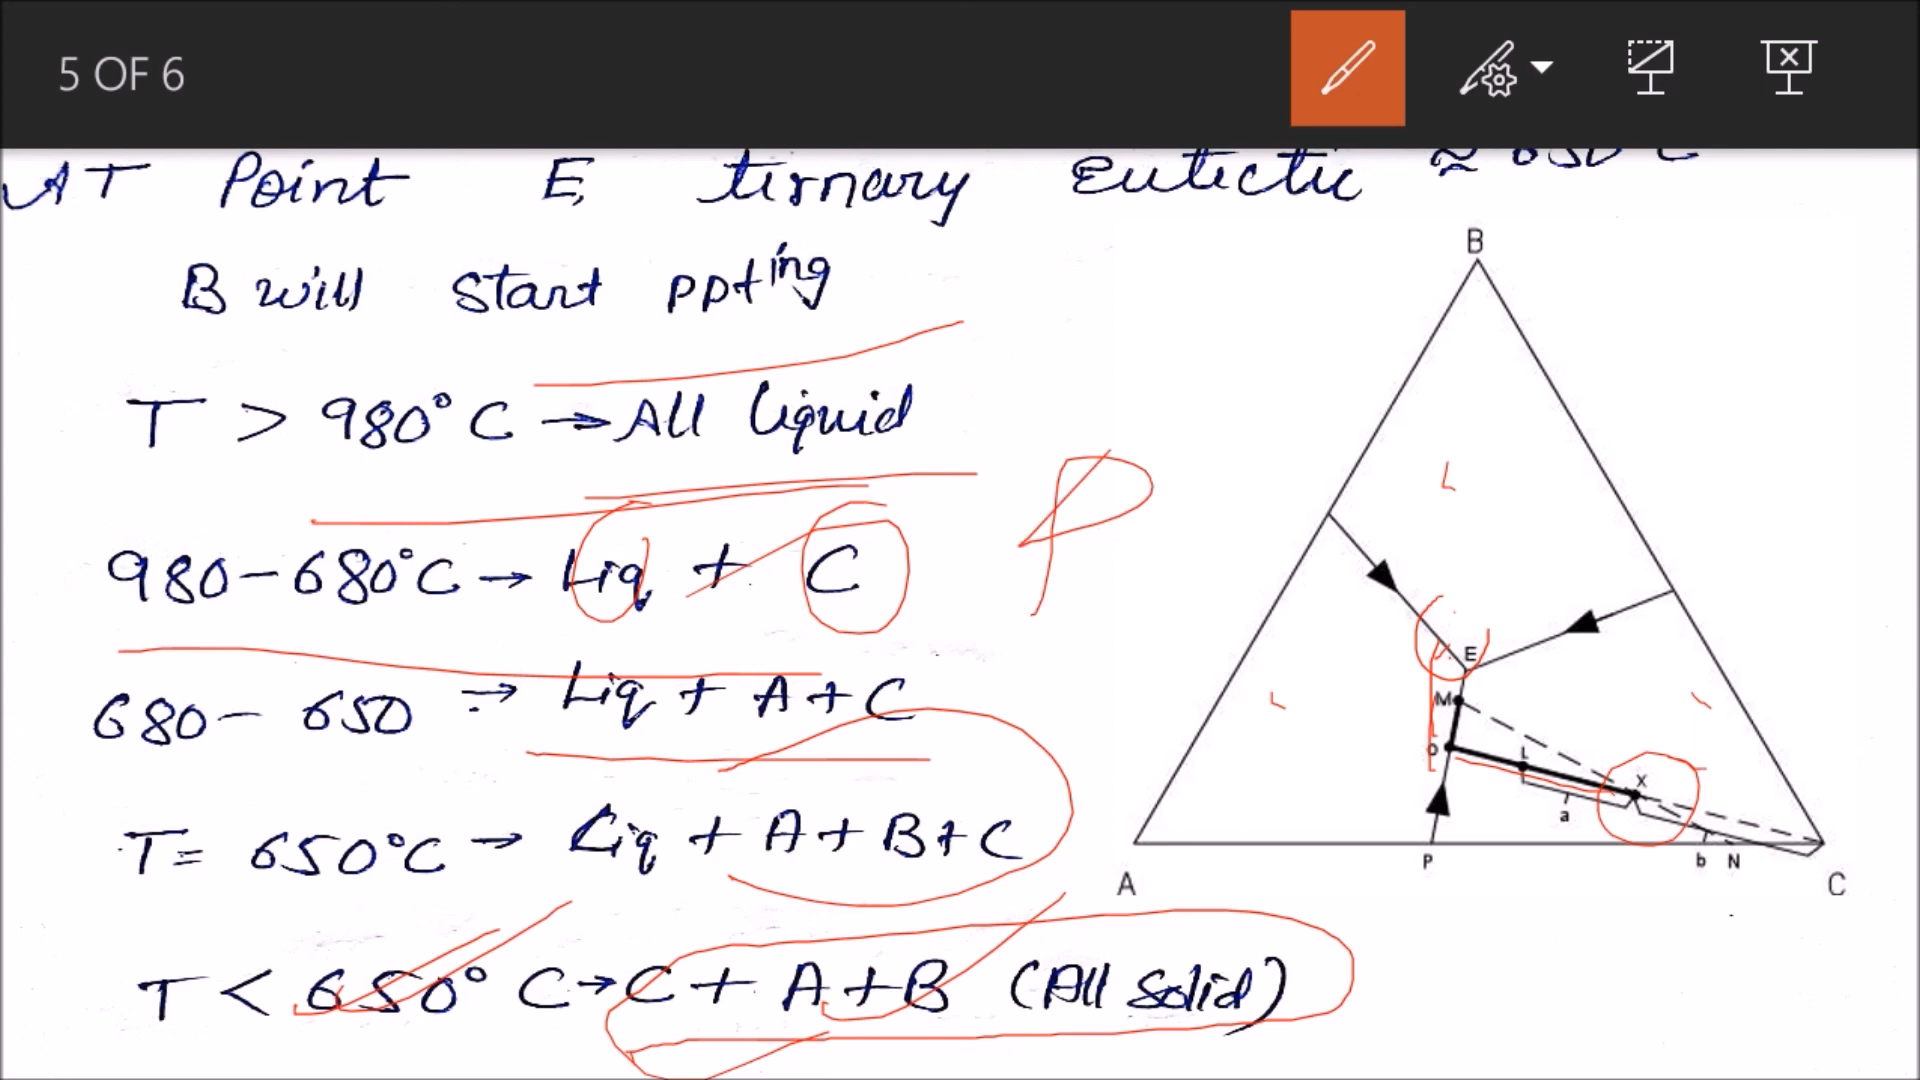 5 OF 6
AT Point E, ternary Eutectic ≈ 650°C
B will start ppting
T > 980°C → All liquid
980-680°C → Liq + C
680 - 650 → Liq + A + C
T = 650°C → Liq + A + B + C
T < 650°C → C + A + B (All Solid)
P
B
L
E
M
O
L
X
a
P
b
N
A
C